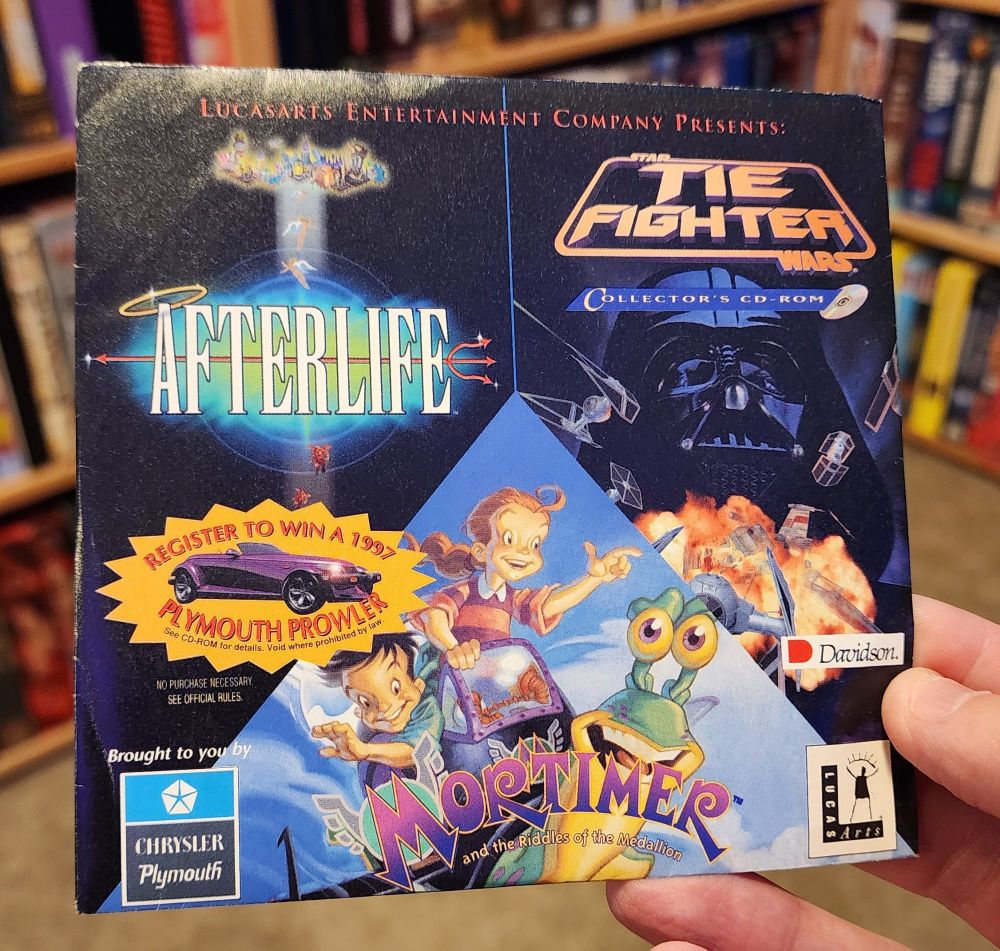 LUCASARTS ENTERTAINMENT COMPANY PRESENTS:
AFTERLIFE™
STAR
TIE
FIGHTER
WARS®
COLLECTOR'S CD-ROM
REGISTER TO WIN A 1997
PLYMOUTH PROWLER
See CD-ROM for details. Void where prohibited by law.
NO PURCHASE NECESSARY.
SEE OFFICIAL RULES.
Davidson.
Brought to you by
CHRYSLER
Plymouth
MORTIMER™
and the Riddles of the Medallion
LUCAS
Arts